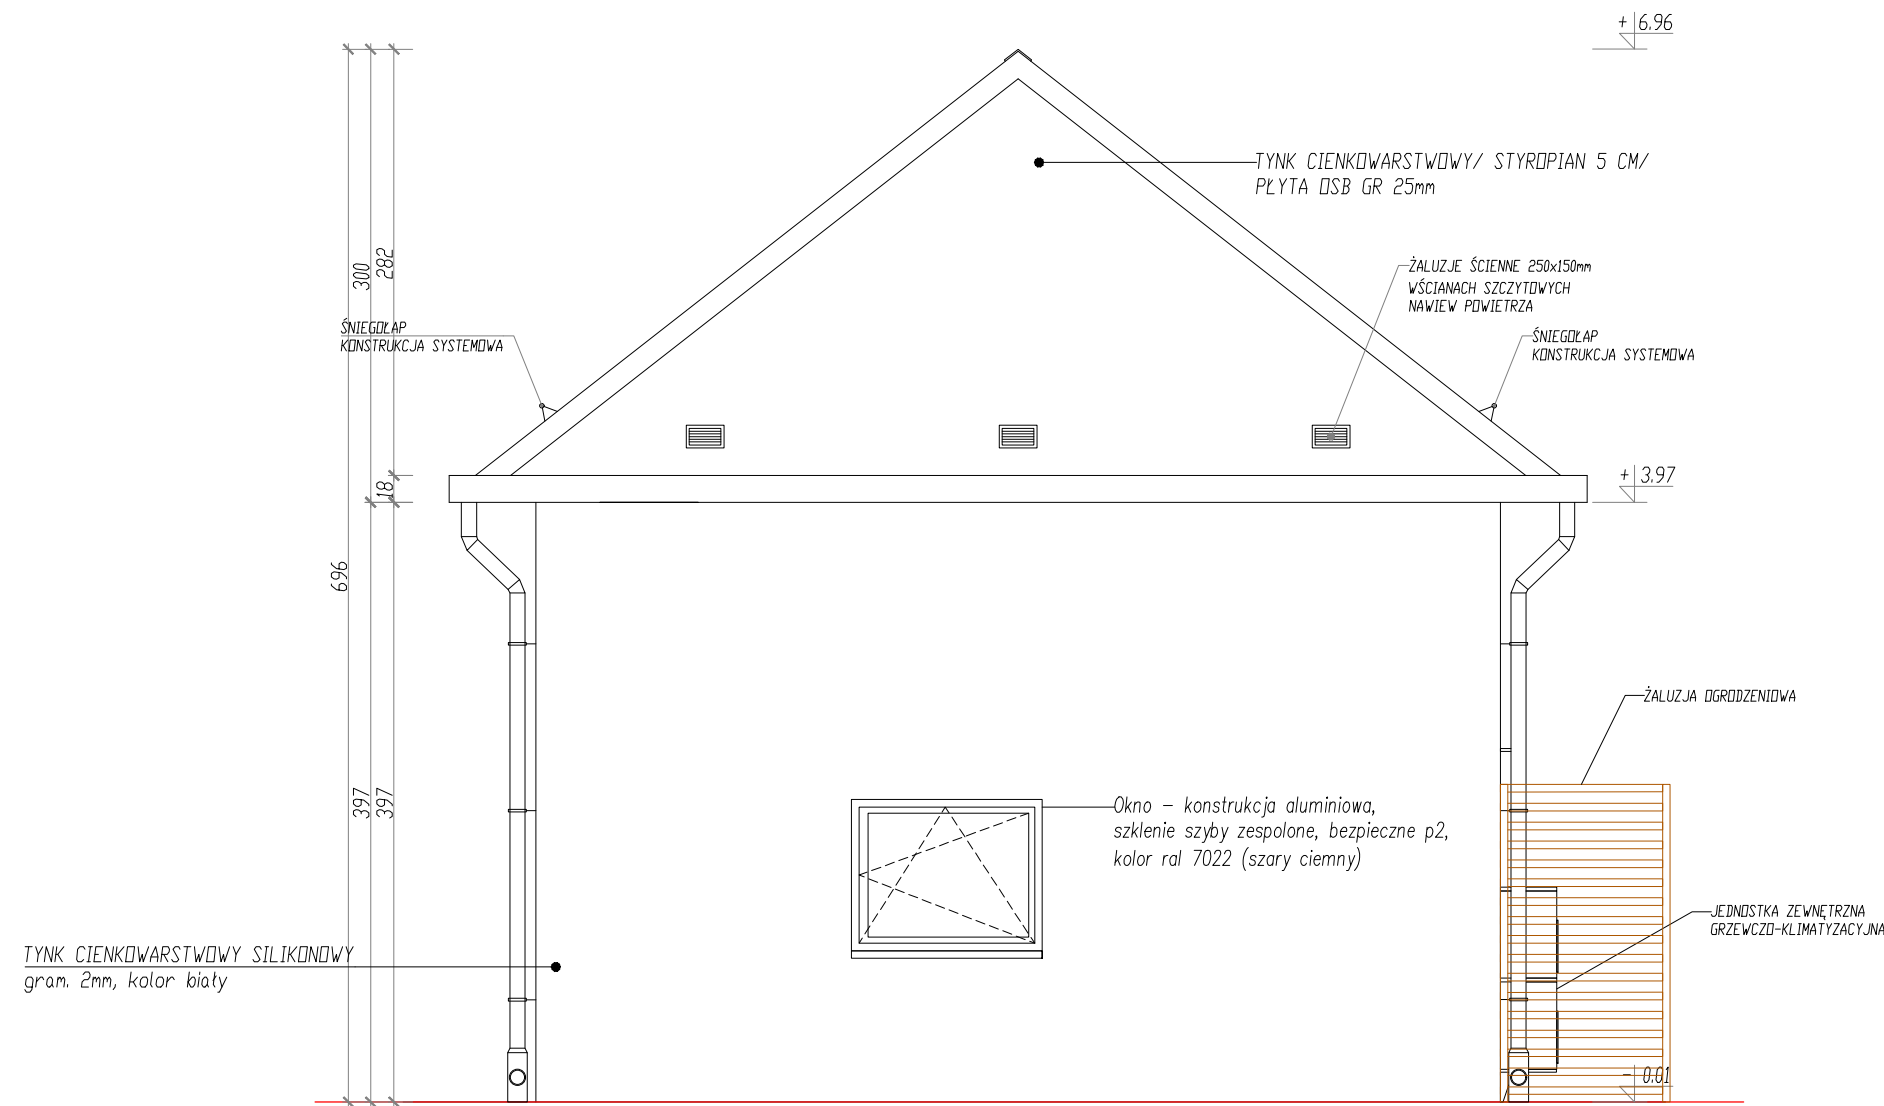 + 6.96
TYNK CIENKOWARSTWOWY/ STYROPIAN 5 CM/
PŁYTA OSB GR 25mm
300
282
ŻALUZJE ŚCIENNE 250x150mm
WŚCIANACH SZCZYTOWYCH
NAWIEW POWIETRZA
ŚNIEGOŁAP
KONSTRUKCJA SYSTEMOWA
ŚNIEGOŁAP
KONSTRUKCJA SYSTEMOWA
18
+ 3.97
696
ŻALUZJA OGRODZENIOWA
397
397
Okno - konstrukcja aluminiowa,
szklenie szyby zespolone, bezpieczne p2,
kolor ral 7022 (szary ciemny)
JEDNOSTKA ZEWNĘTRZNA
GRZEWCZO-KLIMATYZACYJNA
TYNK CIENKOWARSTWOWY SILIKONOWY
gram. 2mm, kolor biały
- 0.01